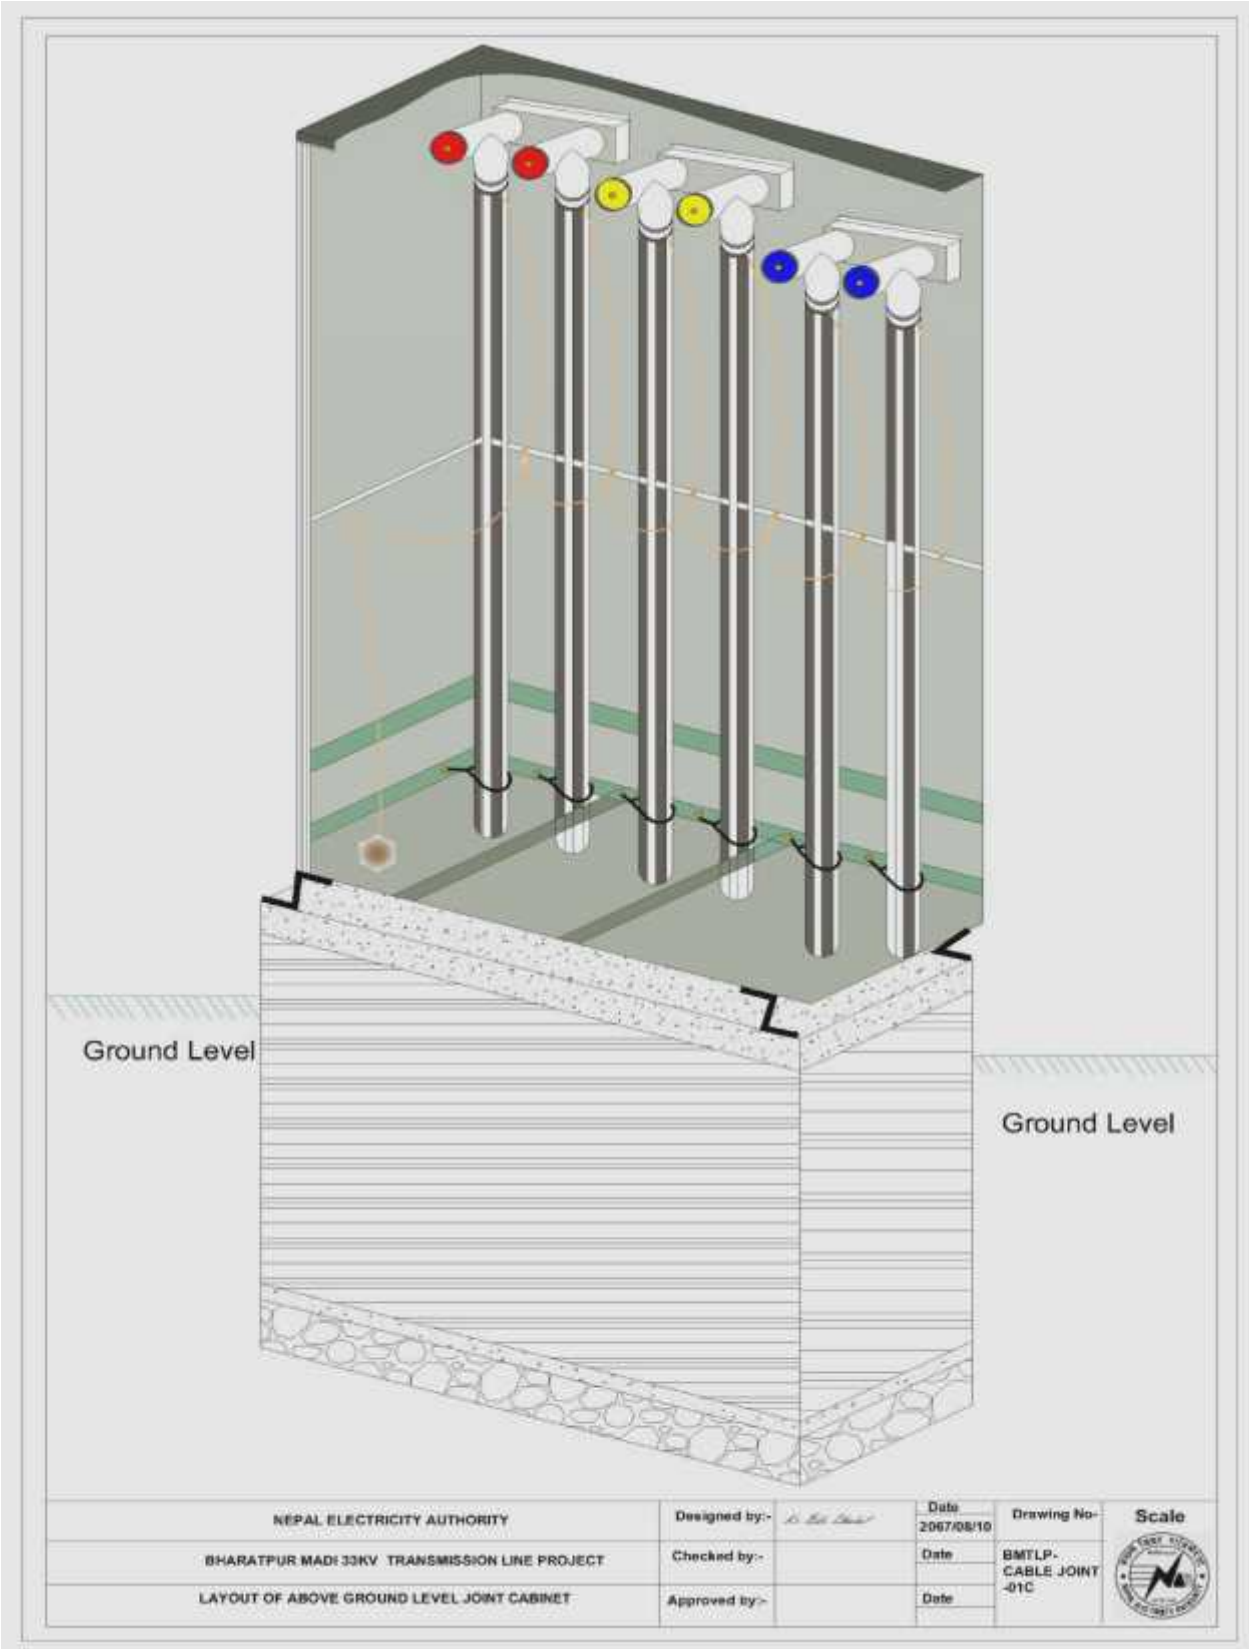 Ground Level
Ground Level
NEPAL ELECTRICITY AUTHORITY
BHARATPUR MADI 33KV TRANSMISSION LINE PROJECT
LAYOUT OF ABOVE GROUND LEVEL JOINT CABINET
Designed by:-
Checked by:-
Approved by:-
Date
2067/08/10
Date
Date
Drawing No-
BMTLP-
CABLE JOINT
-01C
Scale